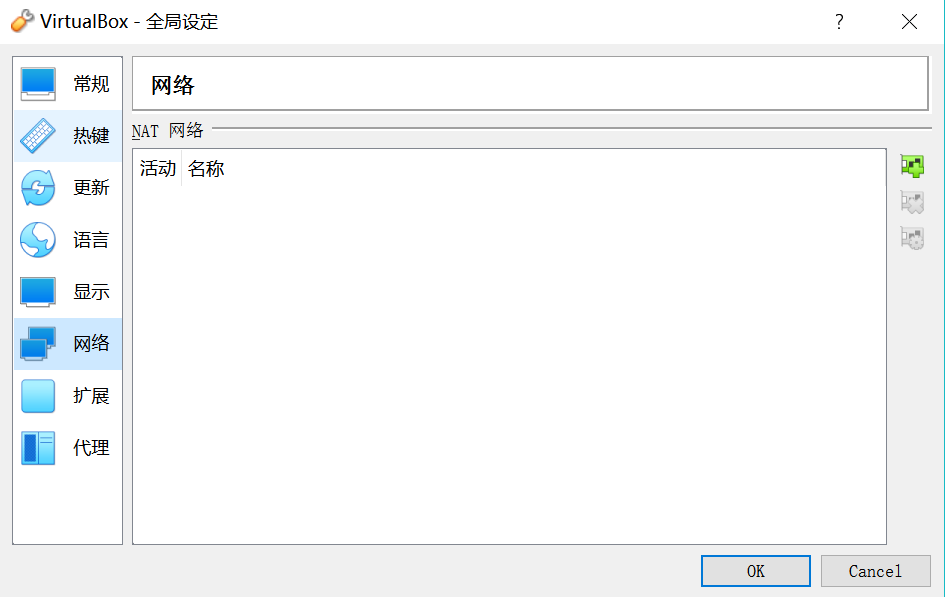 VirtualBox - 全局设定
?
常规
热键
更新
语言
显示
网络
扩展
代理
网络
NAT 网络
活动 名称
OK Cancel